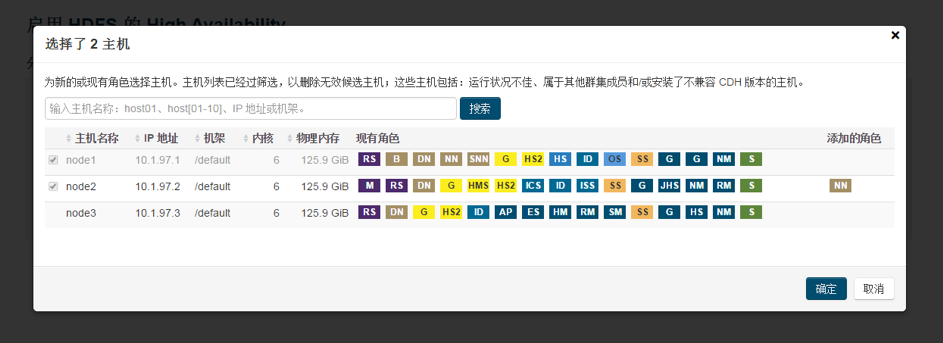 启用 HDFS 的 High Availability
选择了 2 主机
为新的或现有角色选择主机。主机列表已经过筛选，以删除无效候选主机；这些主机包括：运行状况不佳、属于其他群集成员和/或安装了不兼容 CDH 版本的主机。
输入主机名称：host01、host[01-10]、IP 地址或机架。 搜索
主机名称 IP 地址 机架 内核 物理内存 现有角色 添加的角色
node1 10.1.97.1 /default 6 125.9 GiB RS B DN NN SNN G HS2 HS ID OS SS G G NM S
node2 10.1.97.2 /default 6 125.9 GiB M RS DN G HMS HS2 ICS ID ISS SS G JHS NM RM S NN
node3 10.1.97.3 /default 6 125.9 GiB RS DN G HS2 ID AP ES HM RM SM SS G HS NM S
确定 取消